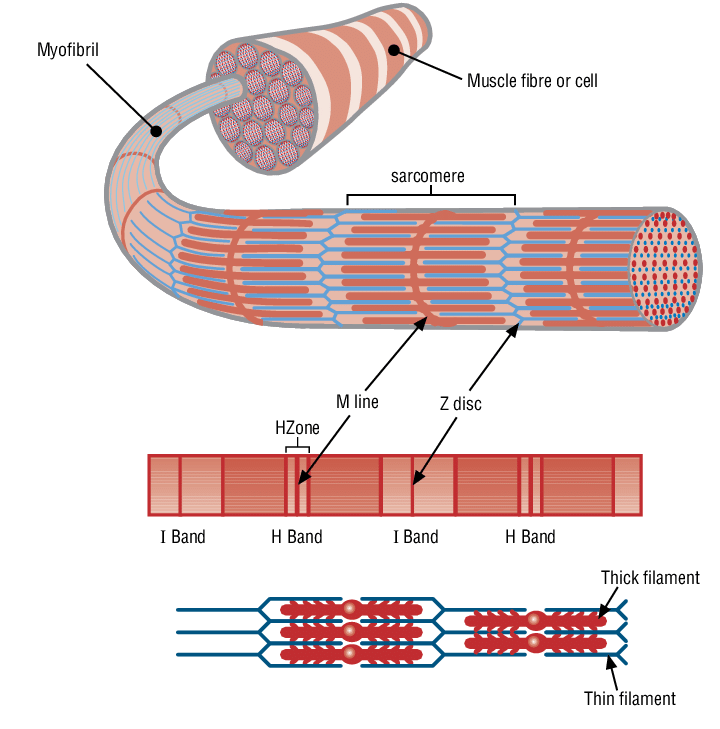 Myofibril
Muscle fibre or cell
sarcomere
M line
Z disc
HZone
I Band
H Band
I Band
H Band
Thick filament
Thin filament